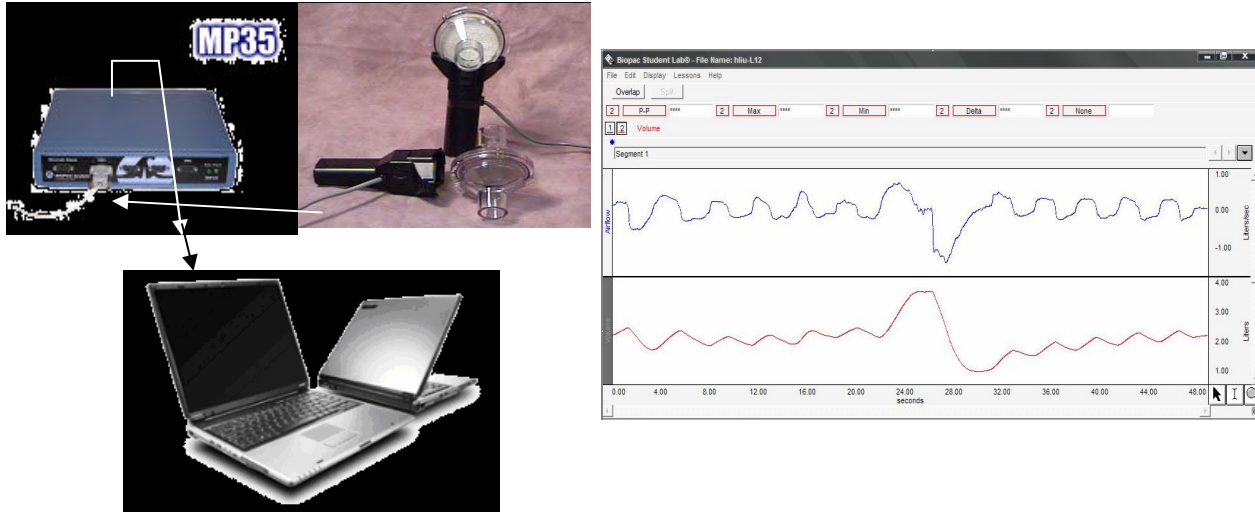 MP35
Biopac Student Lab® - File Name: hliu-L12
File Edit Display Lessons Help
Overlap Split
2 P-P **** 2 Max **** 2 Min **** 2 Delta **** 2 None
1 2 Volume
Segment 1
Airflow
1.00
0.00
-1.00
Liters/sec
Volume
4.00
3.00
2.00
1.00
Liters
0.00 4.00 8.00 12.00 16.00 20.00 24.00 28.00 32.00 36.00 40.00 44.00 48.00
seconds